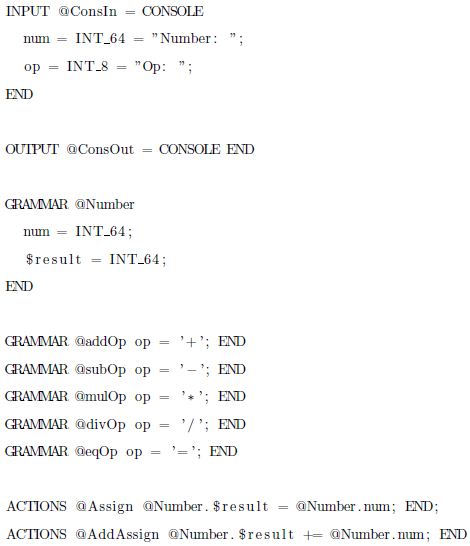 INPUT @ConsIn = CONSOLE
num = INT_64 = "Number: ";
op = INT_8 = "Op: ";
END
OUTPUT @ConsOut = CONSOLE END
GRAMMAR @Number
num = INT_64;
$result = INT_64;
END
GRAMMAR @addOp op = '+'; END
GRAMMAR @subOp op = '-'; END
GRAMMAR @mulOp op = '*'; END
GRAMMAR @divOp op = '/'; END
GRAMMAR @eqOp op = '='; END
ACTIONS @Assign @Number.$result = @Number.num; END;
ACTIONS @AddAssign @Number.$result += @Number.num; END